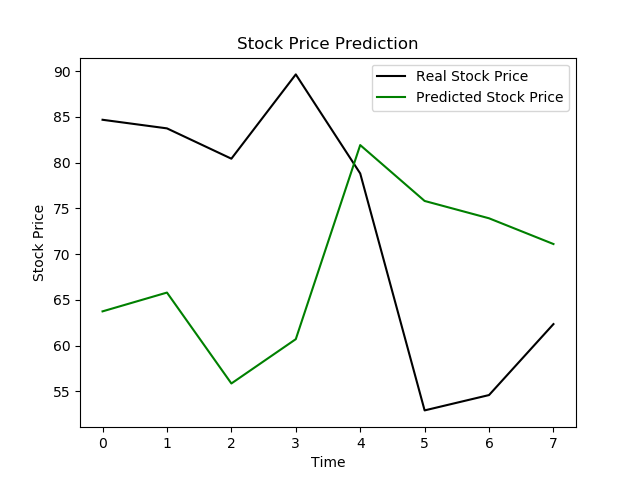 Stock Price Prediction
Real Stock Price
Predicted Stock Price
Stock Price
90
85
80
75
70
65
60
55
0 1 2 3 4 5 6 7
Time